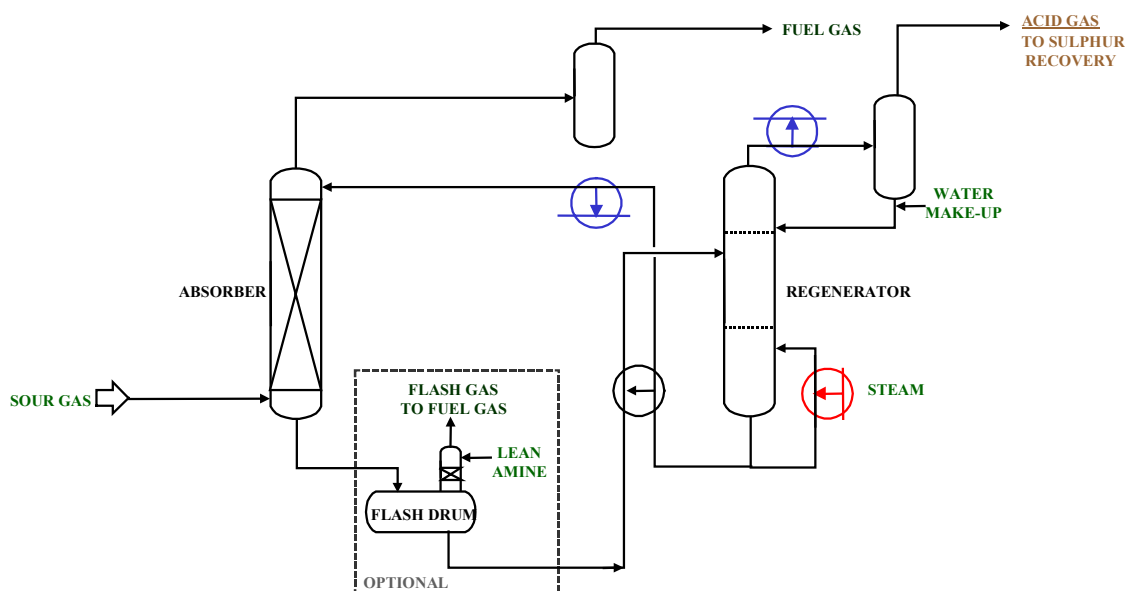 ACID GAS
TO SULPHUR
RECOVERY
FUEL GAS
WATER
MAKE-UP
ABSORBER
REGENERATOR
SOUR GAS
FLASH GAS
TO FUEL GAS
STEAM
LEAN
AMINE
FLASH DRUM
OPTIONAL